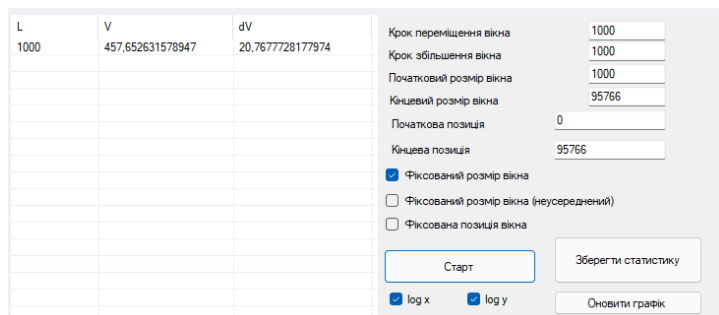 L V dV
1000 457,652631578947 20,7677728177974
Крок переміщення вікна 1000
Крок збільшення вікна 1000
Початковий розмір вікна 1000
Кінцевий розмір вікна 95766
Початкова позиція 0
Кінцева позиція 95766
Фіксований розмір вікна
Фіксований розмір вікна (неусереднений)
Фіксована позиція вікна
Старт Зберегти статистику
log x log y Оновити графік